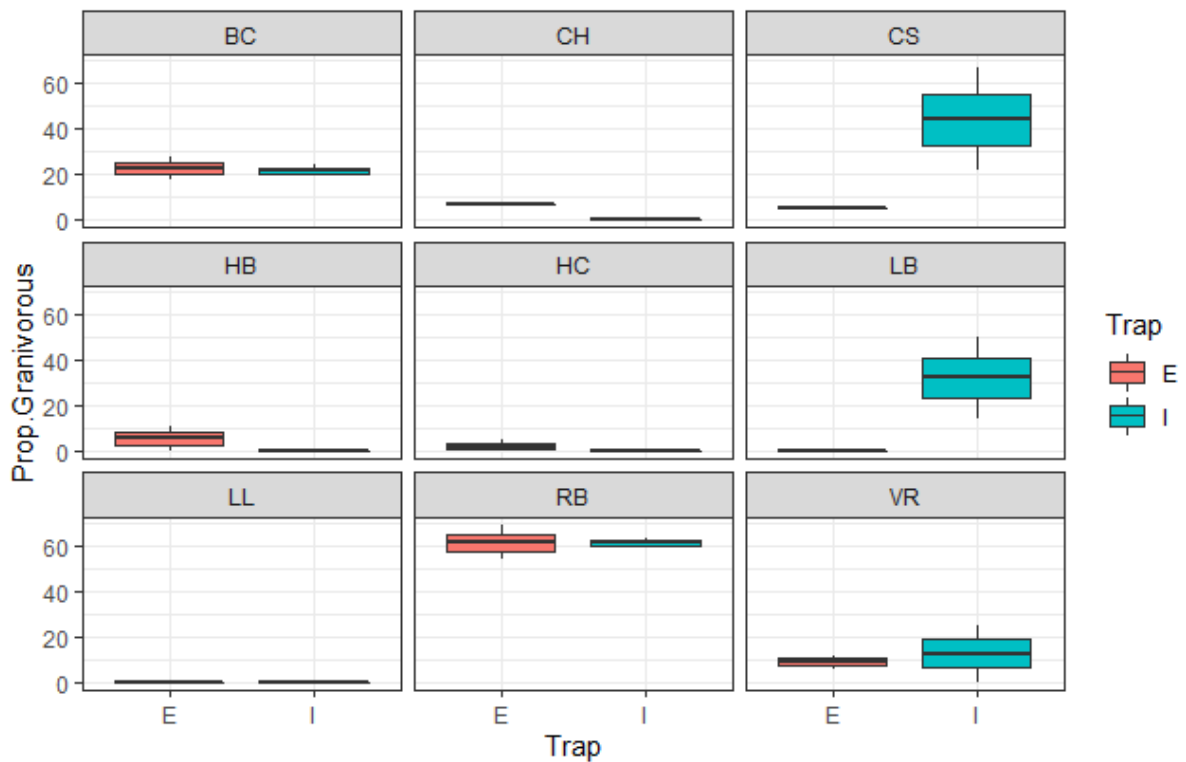 BC CH CS
60
40
20
0
HB HC LB
60
40
20
0
LL RB VR
60
40
20
0
E I E I E I
Trap
Prop.Granivorous
Trap
E
I